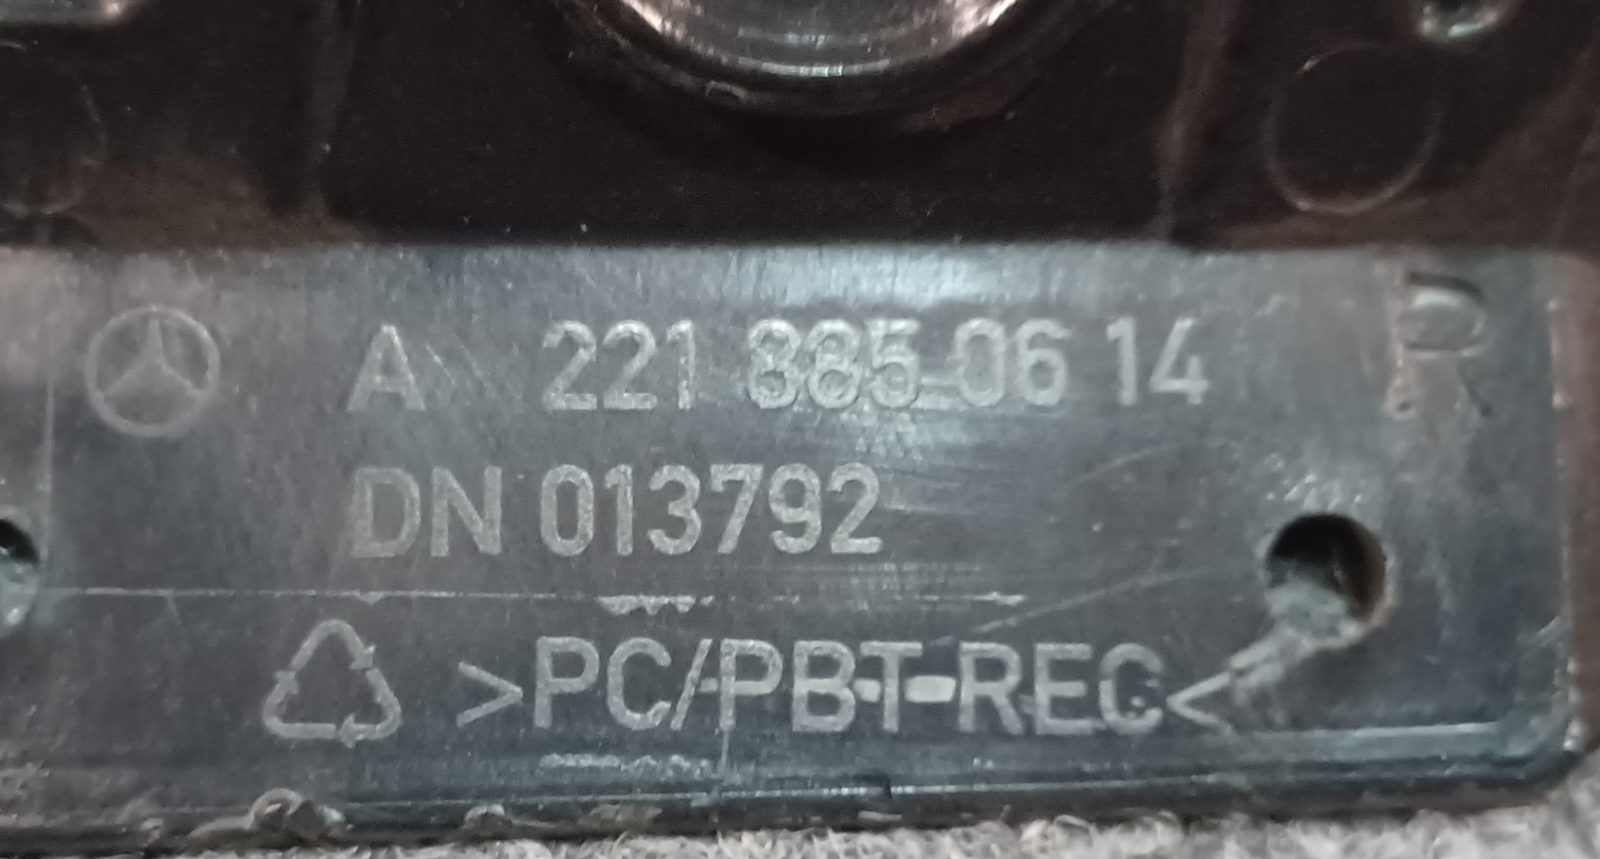 A 221 885 06 14
R
DN 013792
>PC/PBT-REC<